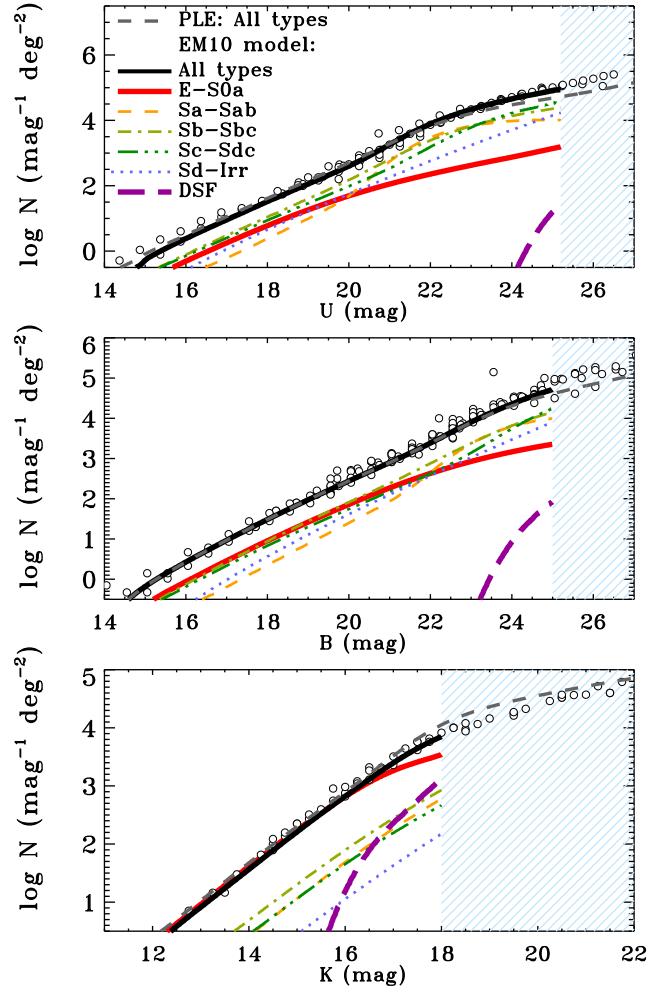 PLE: All types
EM10 model:
All types
E-S0a
Sa-Sab
Sb-Sbc
Sc-Sdc
Sd-Irr
DSF
log N (mag⁻¹ deg⁻²)
4
2
0
14 16 18 20 22 24 26
U (mag)
log N (mag⁻¹ deg⁻²)
6
5
4
3
2
1
0
14 16 18 20 22 24 26
B (mag)
log N (mag⁻¹ deg⁻²)
5
4
3
2
1
12 14 16 18 20 22
K (mag)